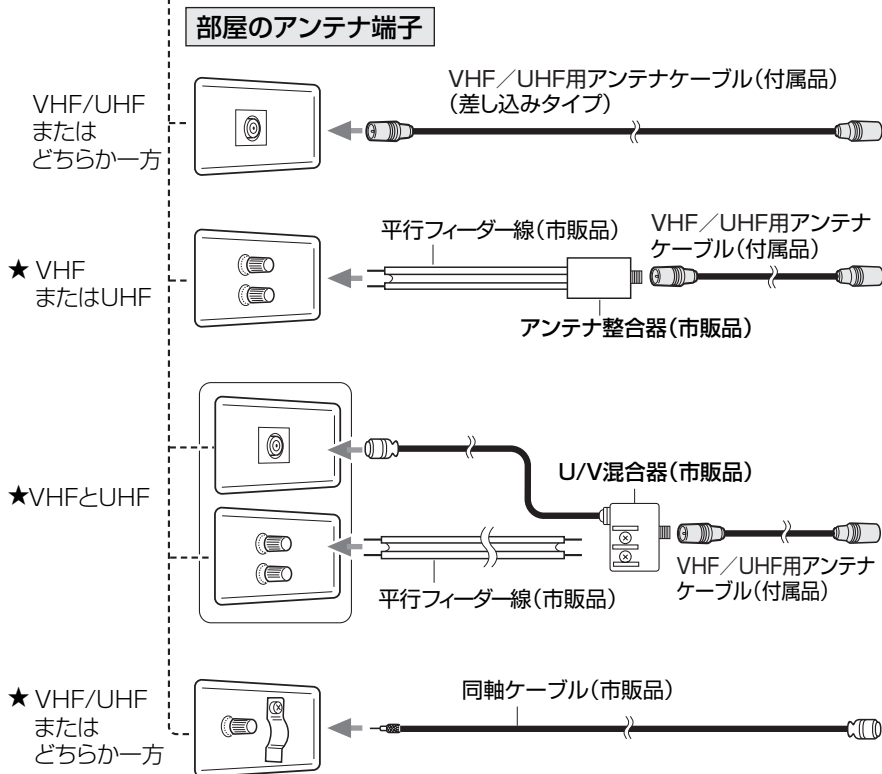 部屋のアンテナ端子
VHF/UHF
または
どちらか一方
VHF/UHF用アンテナケーブル(付属品)
(差し込みタイプ)
★ VHF
またはUHF
平行フィーダー線(市販品)
VHF/UHF用アンテナ
ケーブル(付属品)
アンテナ整合器(市販品)
★VHFとUHF
U/V混合器(市販品)
平行フィーダー線(市販品)
VHF/UHF用アンテナ
ケーブル(付属品)
★ VHF/UHF
または
どちらか一方
同軸ケーブル(市販品)